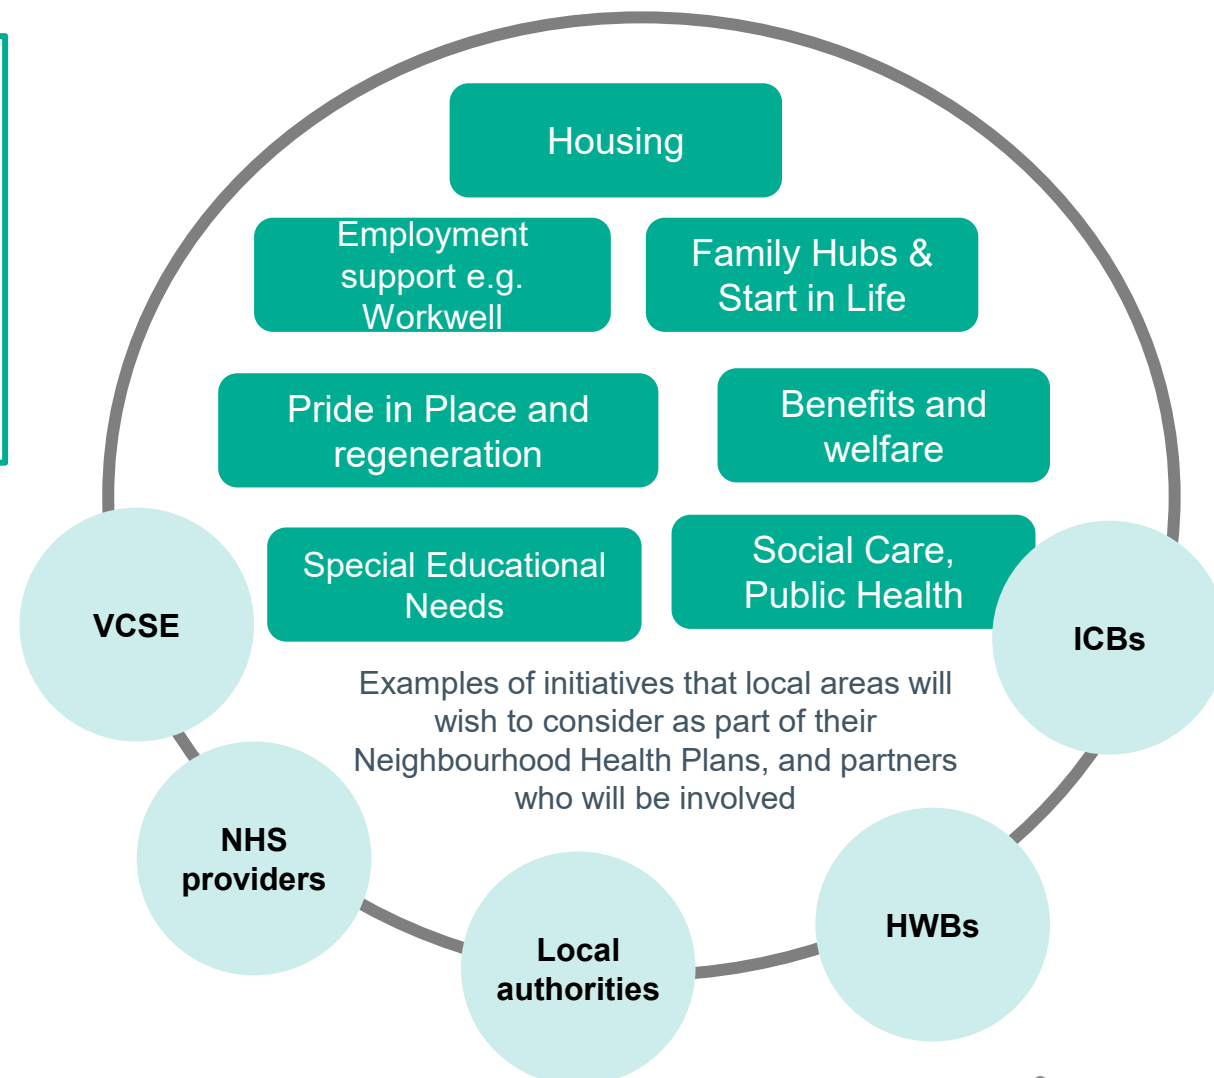 Housing
Employment
support e.g.
Workwell
Family Hubs &
Start in Life
Pride in Place and
regeneration
Benefits and
welfare
Special Educational
Needs
Social Care,
Public Health
VCSE
ICBs
Examples of initiatives that local areas will
wish to consider as part of their
Neighbourhood Health Plans, and partners
who will be involved
NHS
providers
HWBs
Local
authorities